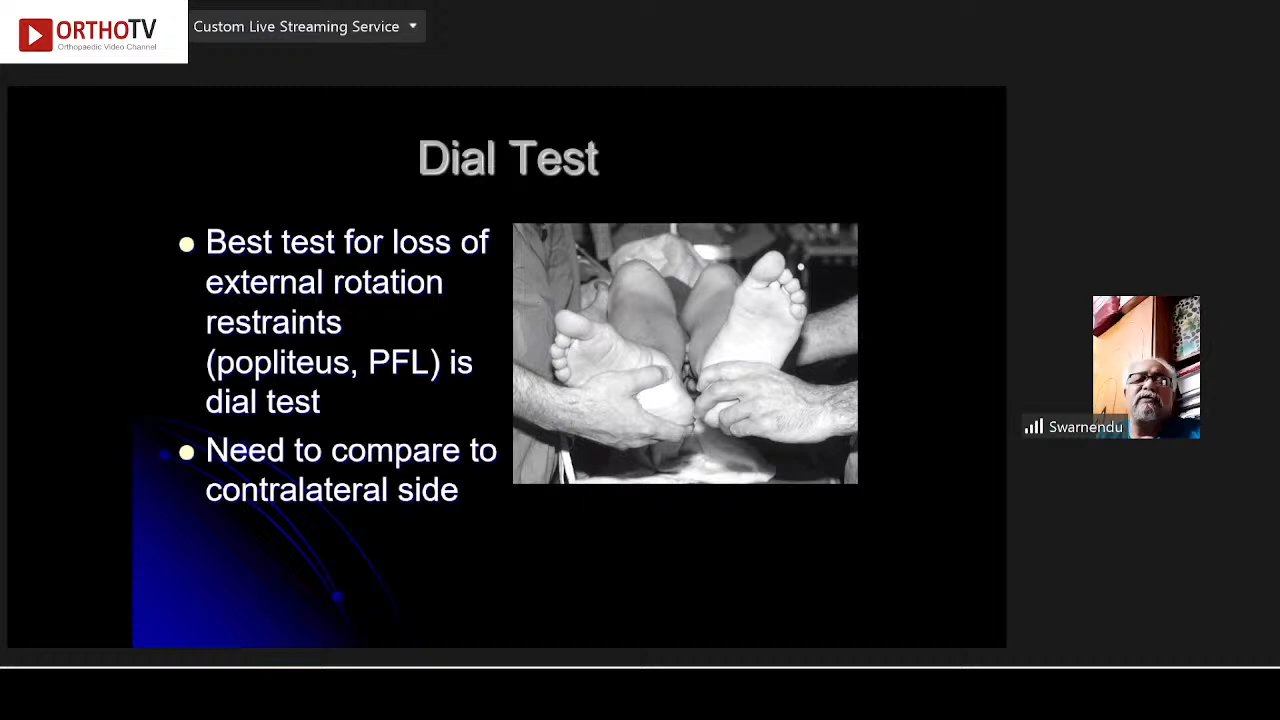 ORTHOTV
Orthopaedic Video Channel
Custom Live Streaming Service
Dial Test
Best test for loss of
external rotation
restraints
(popliteus, PFL) is
dial test
Need to compare to
contralateral side
Swarnendu